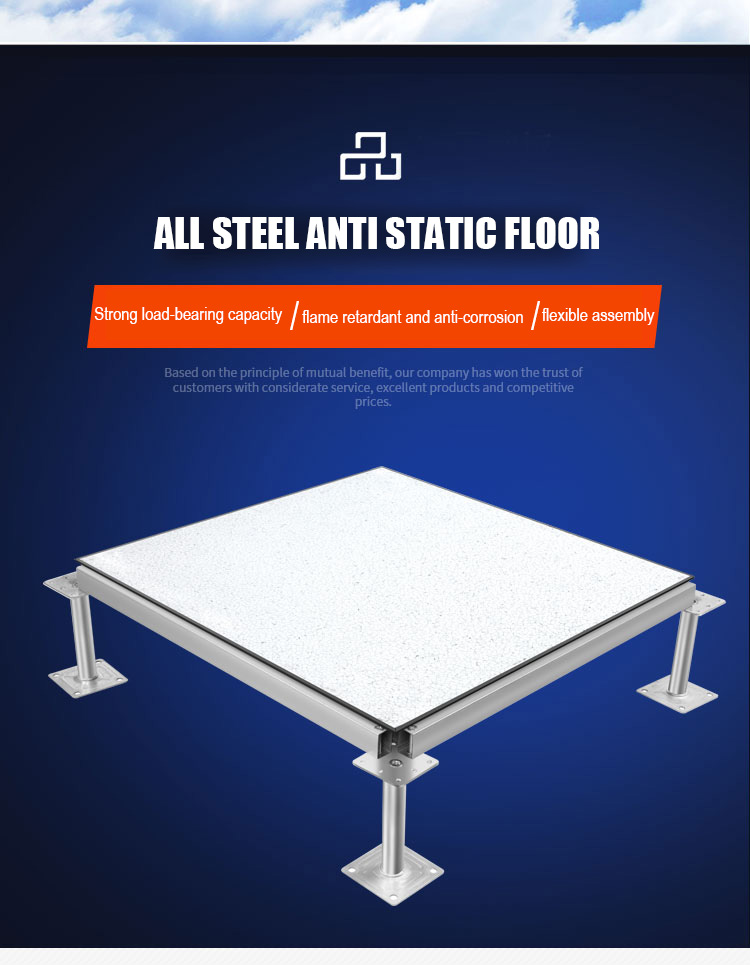 ALL STEEL ANTI STATIC FLOOR
Strong load-bearing capacity / flame retardant and anti-corrosion / flexible assembly
Based on the principle of mutual benefit, our company has won the trust of
customers with considerate service, excellent products and competitive
prices.